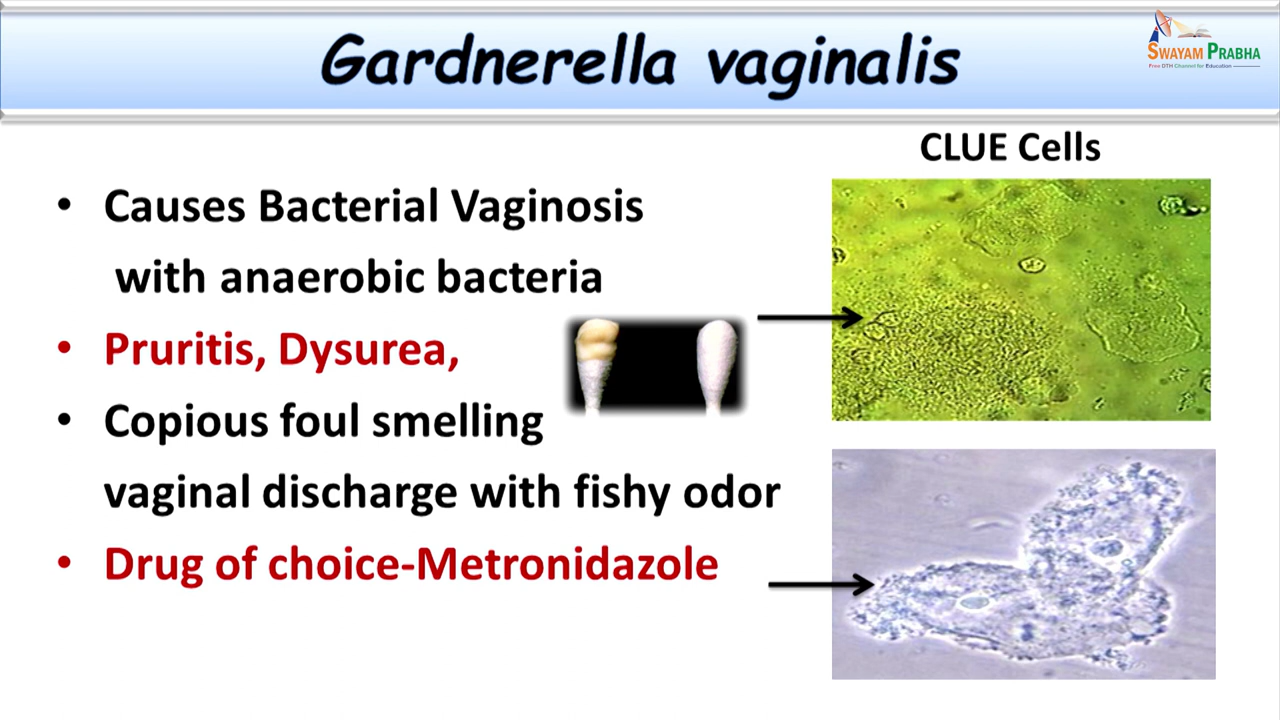 Gardnerella vaginalis
SWAYAM PRABHA
Free DTH Channel for Education
CLUE Cells
• Causes Bacterial Vaginosis
with anaerobic bacteria
• Pruritis, Dysurea,
• Copious foul smelling
vaginal discharge with fishy odor
• Drug of choice-Metronidazole